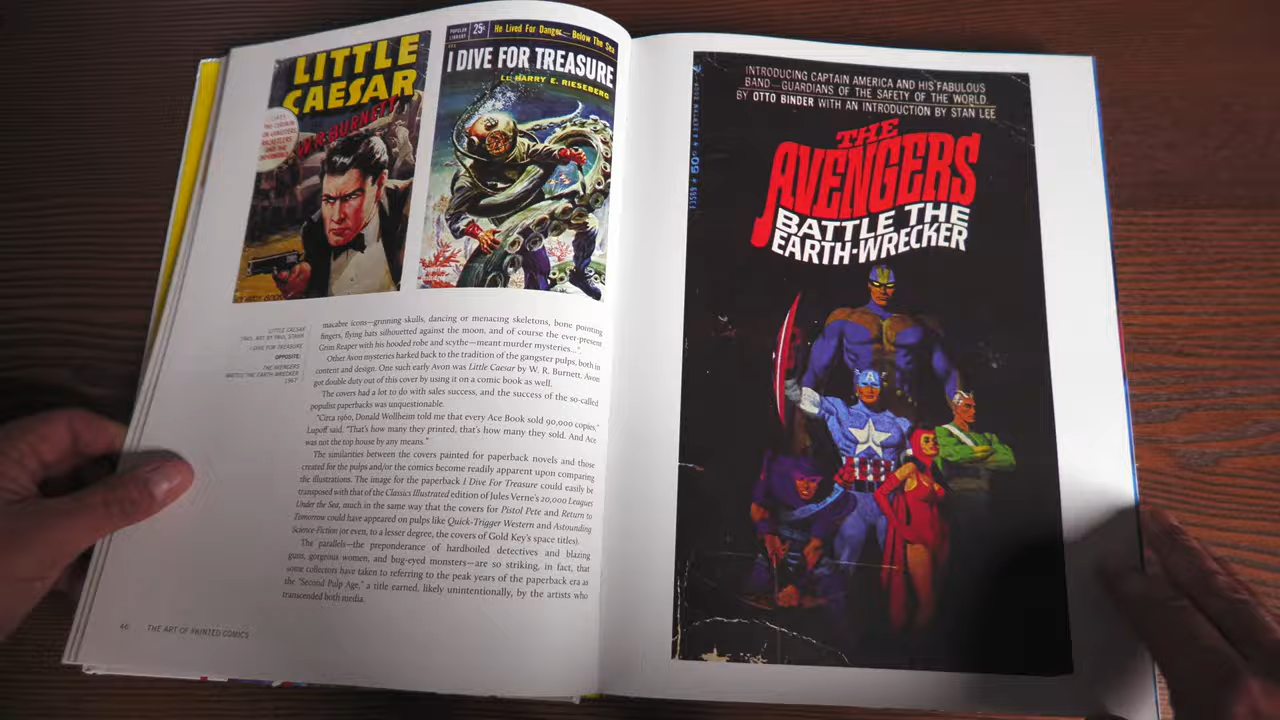 LITTLE
CAESAR
W.R. BURNETT
POPULAR
LIBRARY
25¢
He Lived For Danger—Below The Sea
I DIVE FOR TREASURE
Lt. HARRY E. RIESEBERG
LITTLE CAESAR
I DIVE FOR TREASURE
OPPOSITE:
THE AVENGERS
BATTLE THE EARTH-WRECKER
1967
macabre icons—grinning skulls, dancing or menacing skeletons, bone pointing
fingers, flying bats silhouetted against the moon, and of course the ever-present
Grim Reaper with his hooded robe and scythe—meant murder mysteries...".
Other Avon mysteries harked back to the tradition of the gangster pulps, both in
content and design. One such early Avon was Little Caesar by W. R. Burnett. Avon
got double duty out of this cover by using it on a comic book as well.
The covers had a lot to do with sales success, and the success of the so-called
populist paperbacks was unquestionable.
"Circa 1960, Donald Wollheim told me that every Ace Book sold 90,000 copies,"
Lupoff said. "That's how many they printed, that's how many they sold. And Ace
was not the top house by any means."
The similarities between the covers painted for paperback novels and those
created for the pulps and/or the comics become readily apparent upon comparing
the illustrations. The image for the paperback I Dive For Treasure could easily be
transposed with that of the Classics Illustrated edition of Jules Verne's 20,000 Leagues
Under the Sea, much in the same way that the covers for Pistol Pete and Return to
Tomorrow could have appeared on pulps like Quick-Trigger Western and Astounding
Science-Fiction (or even, to a lesser degree, the covers of Gold Key's space titles).
The parallels—the preponderance of hardboiled detectives and blazing
guns, gorgeous women, and bug-eyed monsters—are so striking, in fact, that
some collectors have taken to referring to the peak years of the paperback era as
the "Second Pulp Age," a title earned, likely unintentionally, by the artists who
transcended both media.
46 THE ART OF PAINTED COMICS
INTRODUCING CAPTAIN AMERICA AND HIS FABULOUS
BAND—GUARDIANS OF THE SAFETY OF THE WORLD.
BY OTTO BINDER WITH AN INTRODUCTION BY STAN LEE
F3569 ★ 50¢ ★ A BANTAM BOOK
THE
AVENGERS
BATTLE THE
EARTH-WRECKER
A